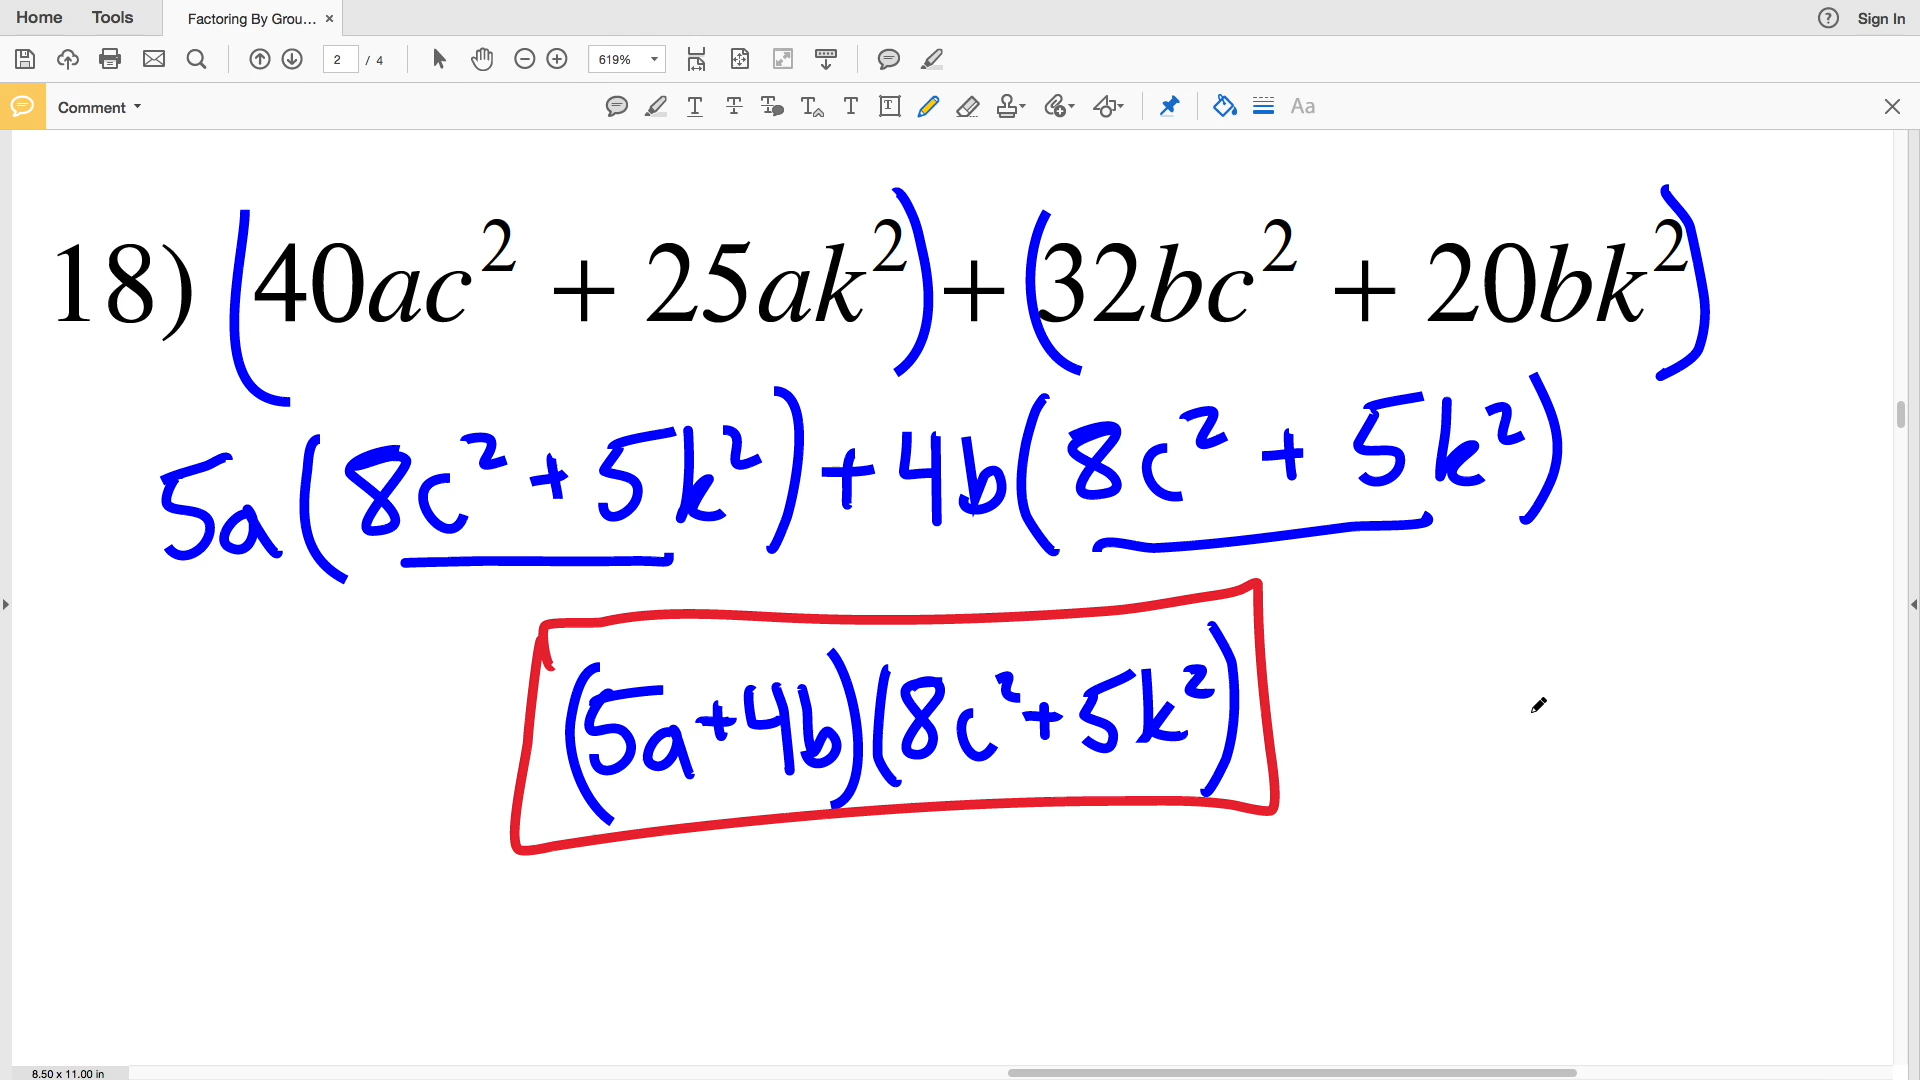 Home Tools Factoring By Grou... × ? Sign In
2 / 4 619%
Comment T T T T T T Aa
18) (40ac² + 25ak²) + (32bc² + 20bk²)
5a(8c² + 5k²) + 4b(8c² + 5k²)
(5a+4b)(8c²+5k²)
8.50 x 11.00 in